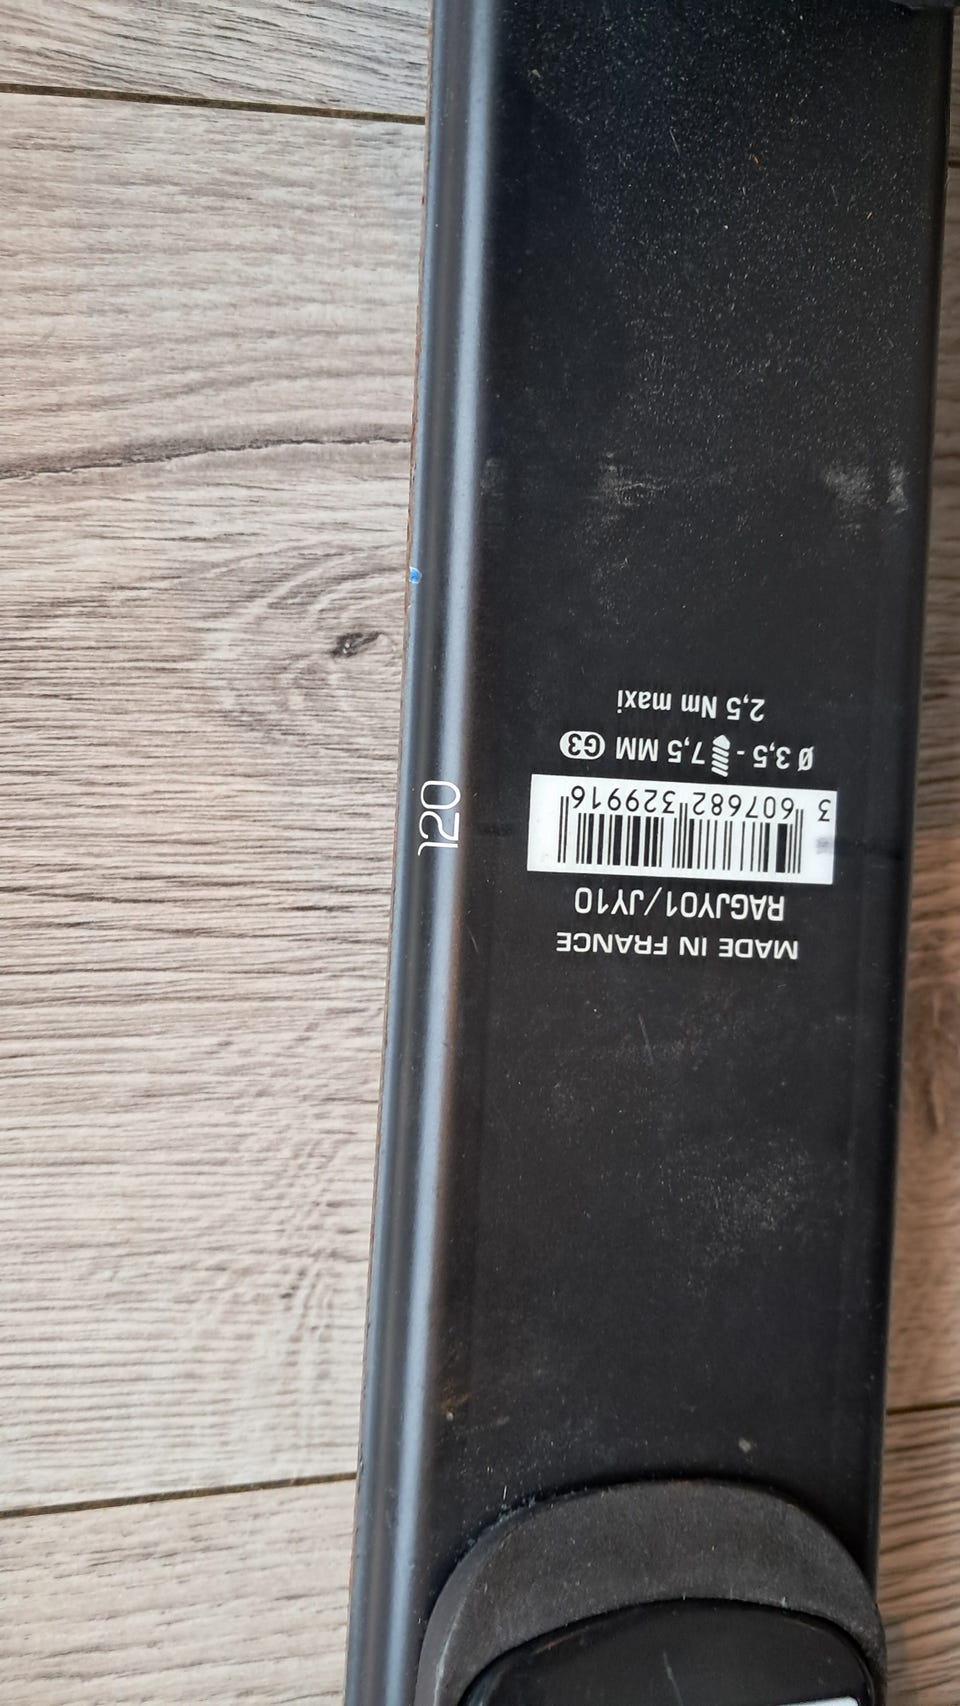 MADE IN FRANCE
RAGJY01/JY10
3 607682 329916
Ø 3,5 - 7,5 MM G3
2,5 Nm maxi
120